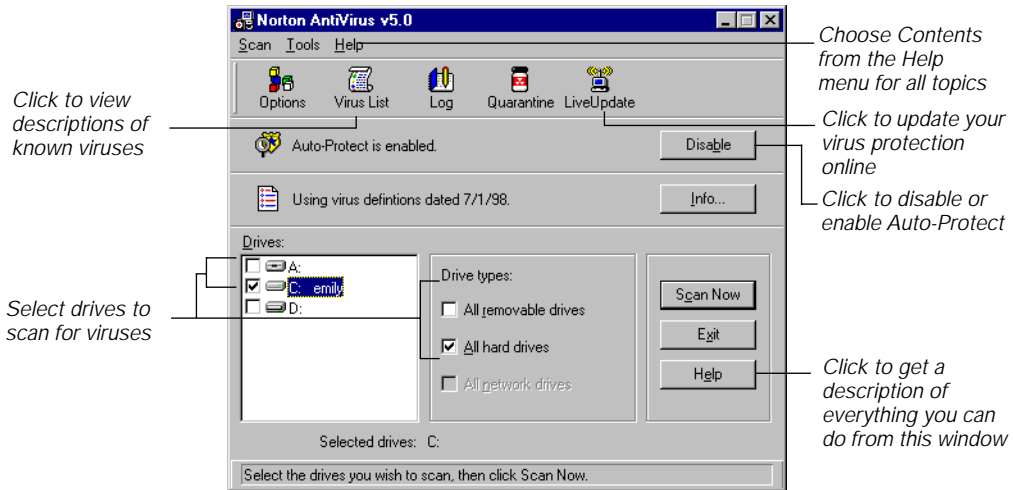 Norton AntiVirus v5.0
Scan Tools Help
Options Virus List Log Quarantine LiveUpdate
Auto-Protect is enabled.
Disable
Using virus defintions dated 7/1/98.
Info...
Drives:
A:
C: emily
D:
Drive types:
All removable drives
All hard drives
All network drives
Scan Now
Exit
Help
Selected drives: C:
Select the drives you wish to scan, then click Scan Now.
Click to view
descriptions of
known viruses
Select drives to
scan for viruses
Choose Contents
from the Help
menu for all topics
Click to update your
virus protection
online
Click to disable or
enable Auto-Protect
Click to get a
description of
everything you can
do from this window